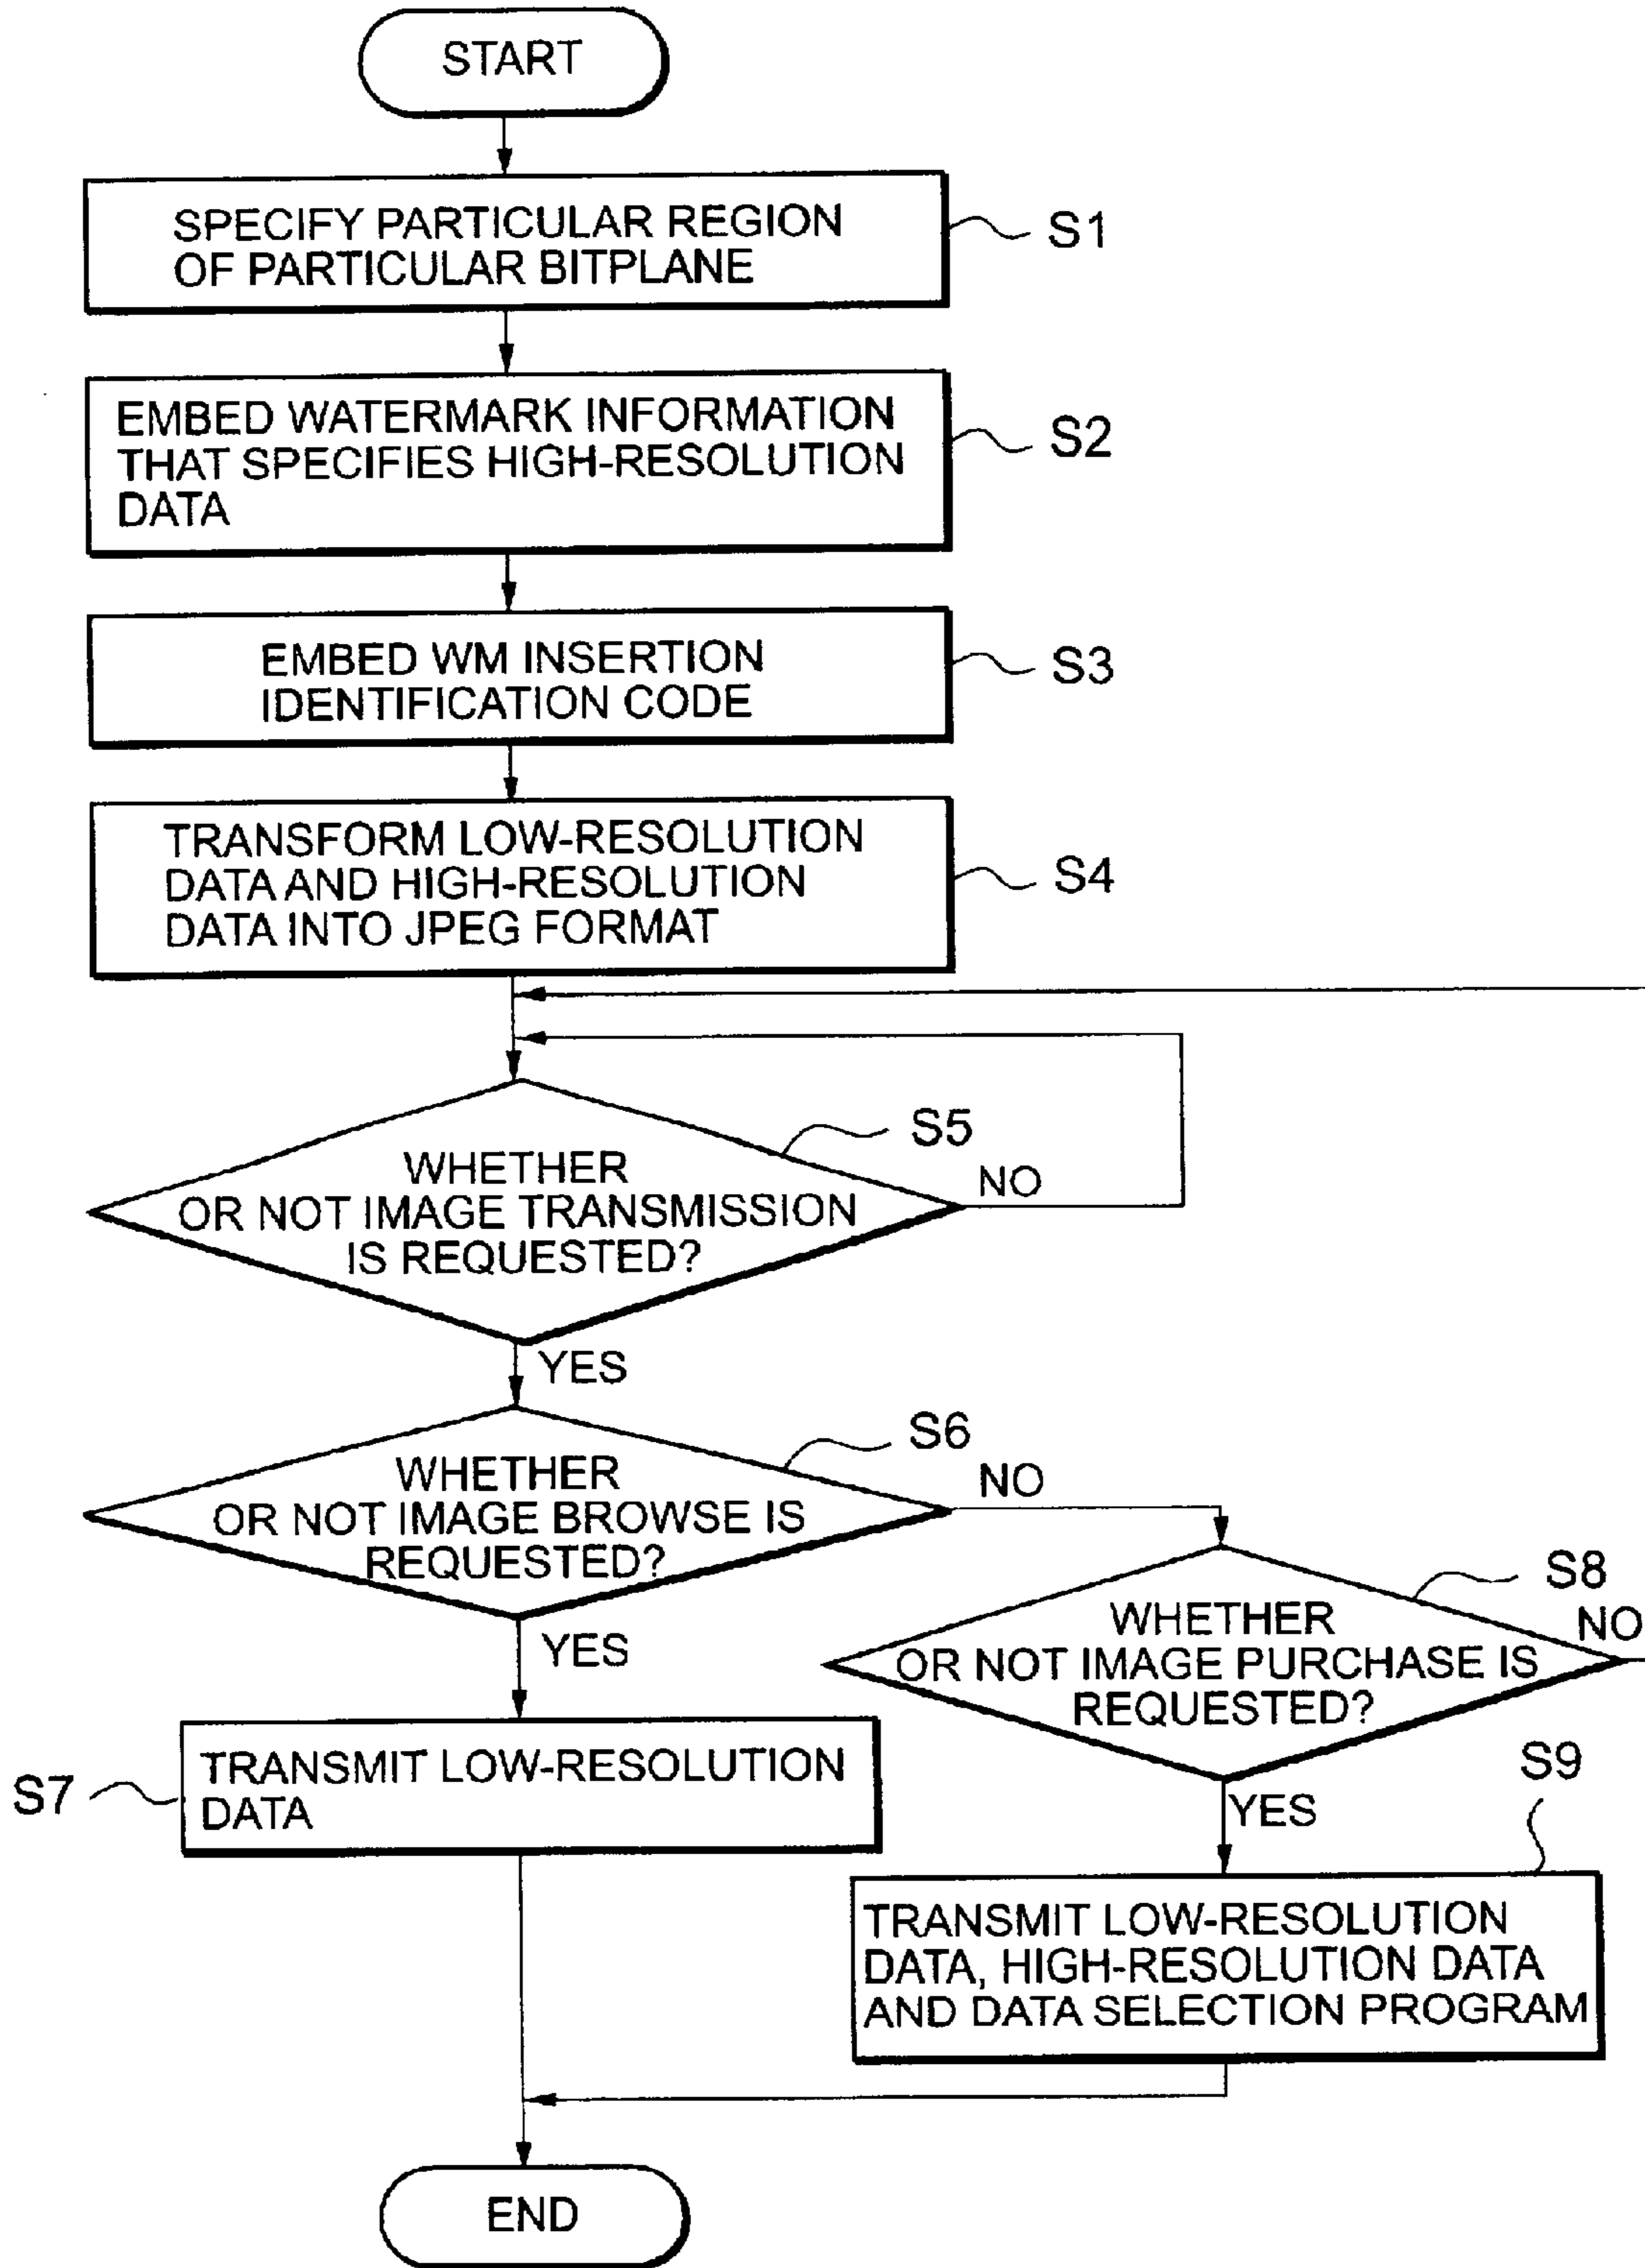 START
SPECIFY PARTICULAR REGION
OF PARTICULAR BITPLANE
S1
EMBED WATERMARK INFORMATION
THAT SPECIFIES HIGH-RESOLUTION
DATA
S2
EMBED WM INSERTION
IDENTIFICATION CODE
S3
TRANSFORM LOW-RESOLUTION
DATA AND HIGH-RESOLUTION
DATA INTO JPEG FORMAT
S4
S5
WHETHER
OR NOT IMAGE TRANSMISSION
IS REQUESTED?
NO
YES
S6
WHETHER
OR NOT IMAGE BROWSE IS
REQUESTED?
NO
YES
S8
WHETHER
OR NOT IMAGE PURCHASE IS
REQUESTED?
NO
YES
S7
TRANSMIT LOW-RESOLUTION
DATA
S9
TRANSMIT LOW-RESOLUTION
DATA, HIGH-RESOLUTION DATA
AND DATA SELECTION PROGRAM
END